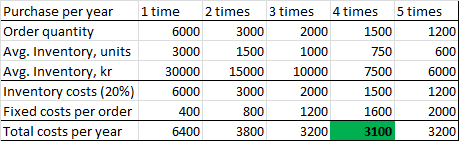 Purchase per year 1 time 2 times 3 times 4 times 5 times
Order quantity 6000 3000 2000 1500 1200
Avg. Inventory, units 3000 1500 1000 750 600
Avg. Inventory, kr 30000 15000 10000 7500 6000
Inventory costs (20%) 6000 3000 2000 1500 1200
Fixed costs per order 400 800 1200 1600 2000
Total costs per year 6400 3800 3200 3100 3200